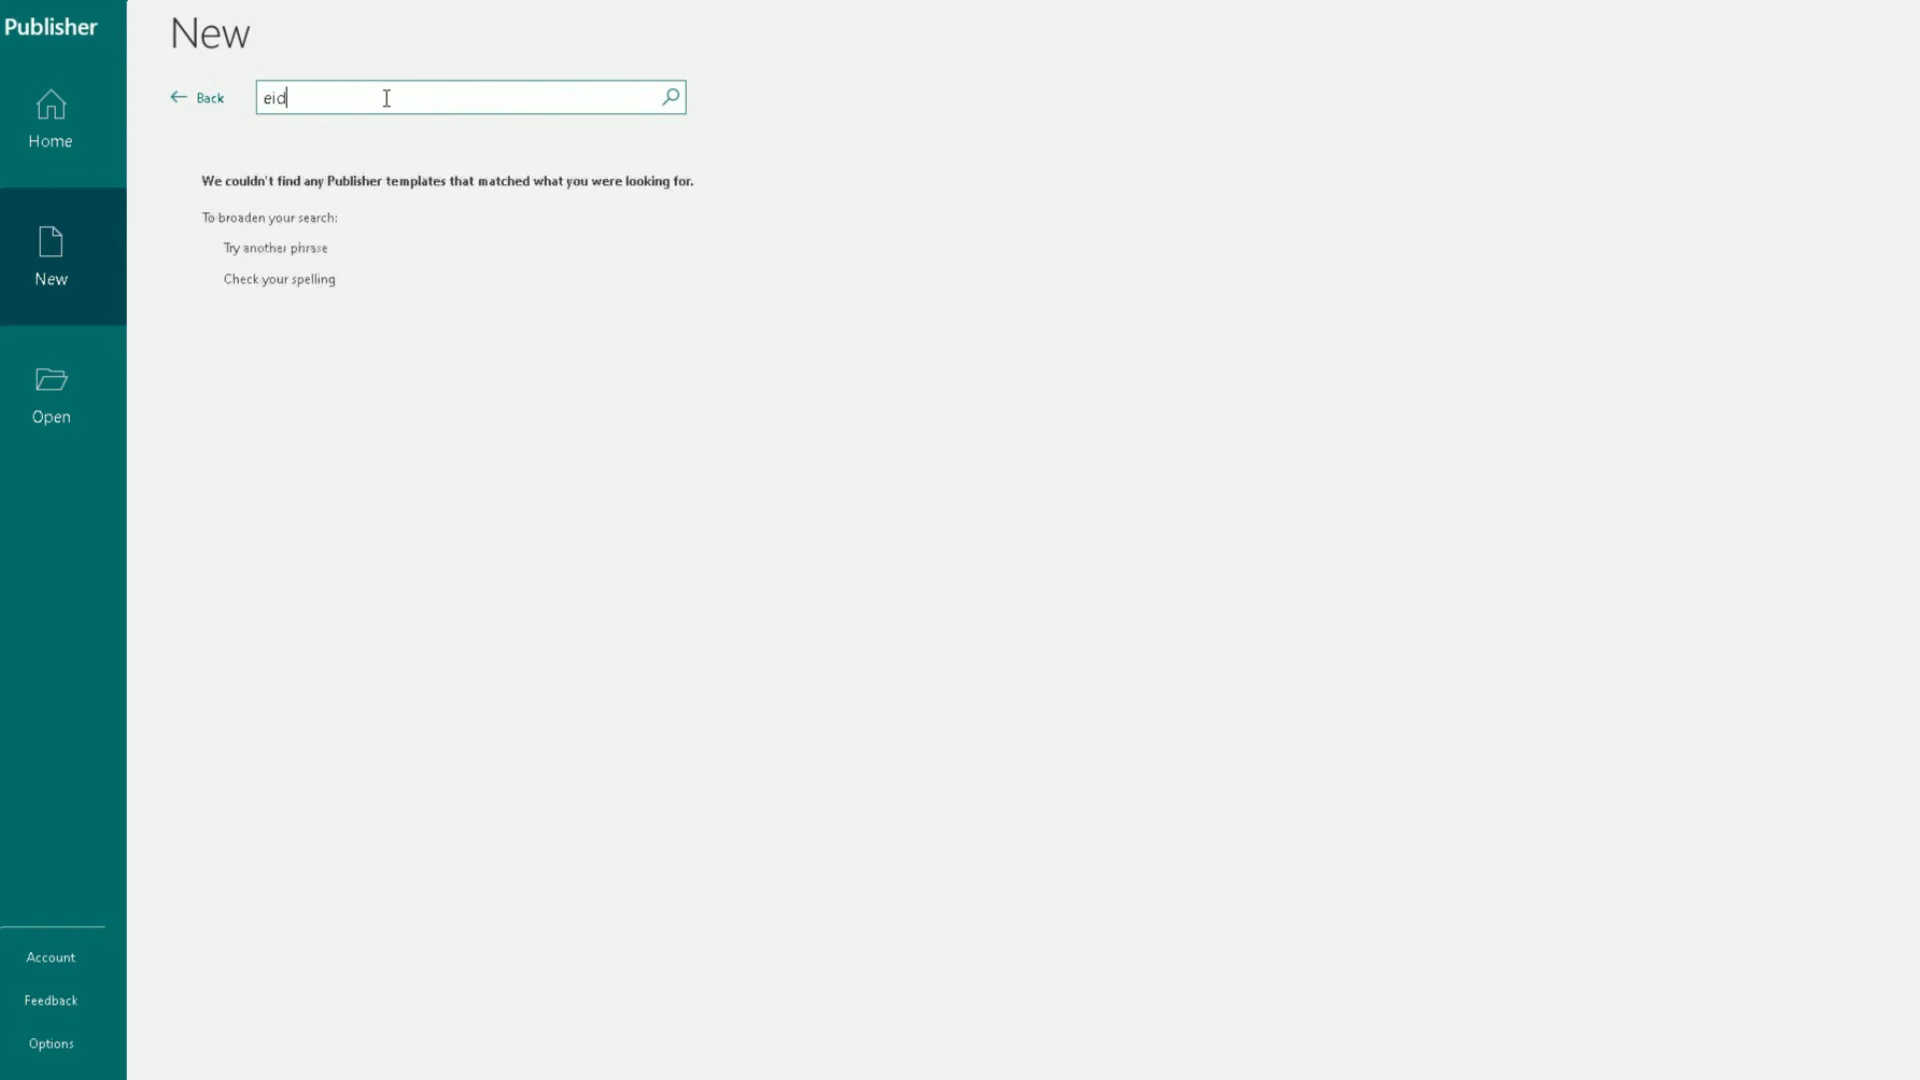 Publisher
New
Back
eid
Home
We couldn't find any Publisher templates that matched what you were looking for.
To broaden your search:
Try another phrase
Check your spelling
New
Open
Account
Feedback
Options